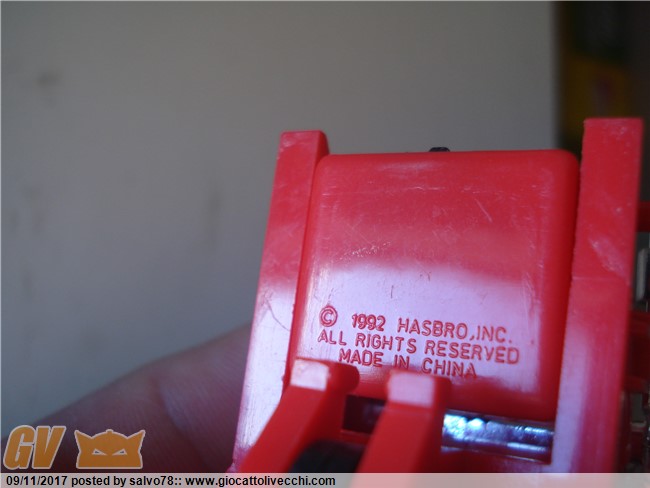 © 1992 HASBRO, INC.
ALL RIGHTS RESERVED
MADE IN CHINA
GV
09/11/2017 posted by salvo78:: www.giocattolivecchi.com